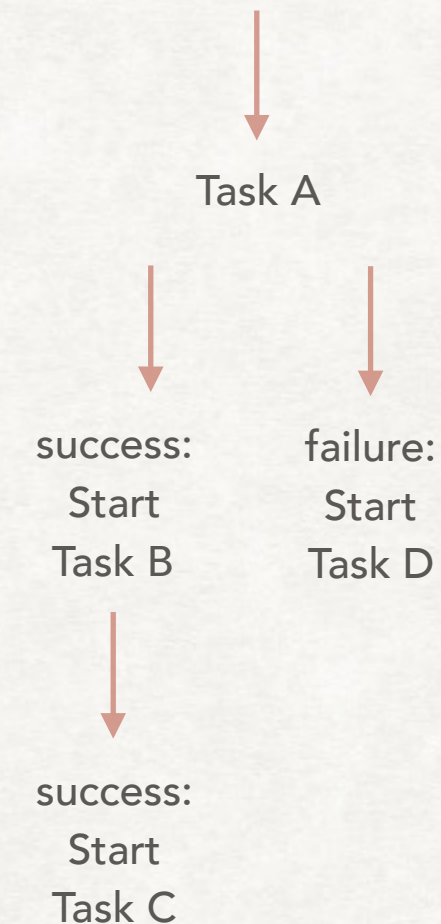 Task A
success:
Start
Task B
failure:
Start
Task D
success:
Start
Task C